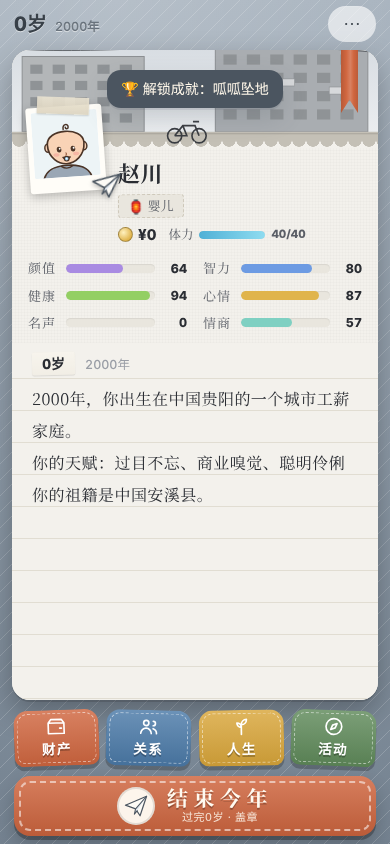 0岁 2000年 ...
🏆 解锁成就：呱呱坠地
赵川
🏮 婴儿
¥0 体力 40/40
颜值 64 智力 80
健康 94 心情 87
名声 0 情商 57
0岁 2000年
2000年，你出生在中国贵阳的一个城市工薪
家庭。
你的天赋：过目不忘、商业嗅觉、聪明伶俐
你的祖籍是中国安溪县。
财产 关系 人生 活动
结束今年
过完0岁 · 盖章